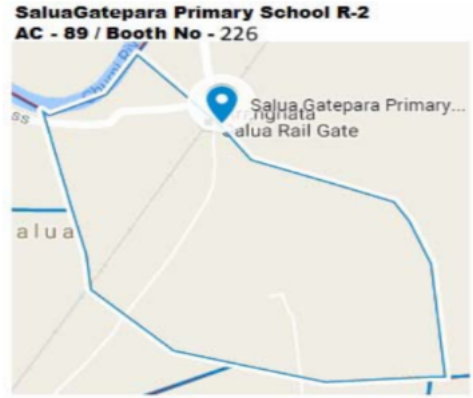 SaluaGatepara Primary School R-2
AC - 89 / Booth No - 226
Salua Gatepara Primary...
alua Rail Gate
alua